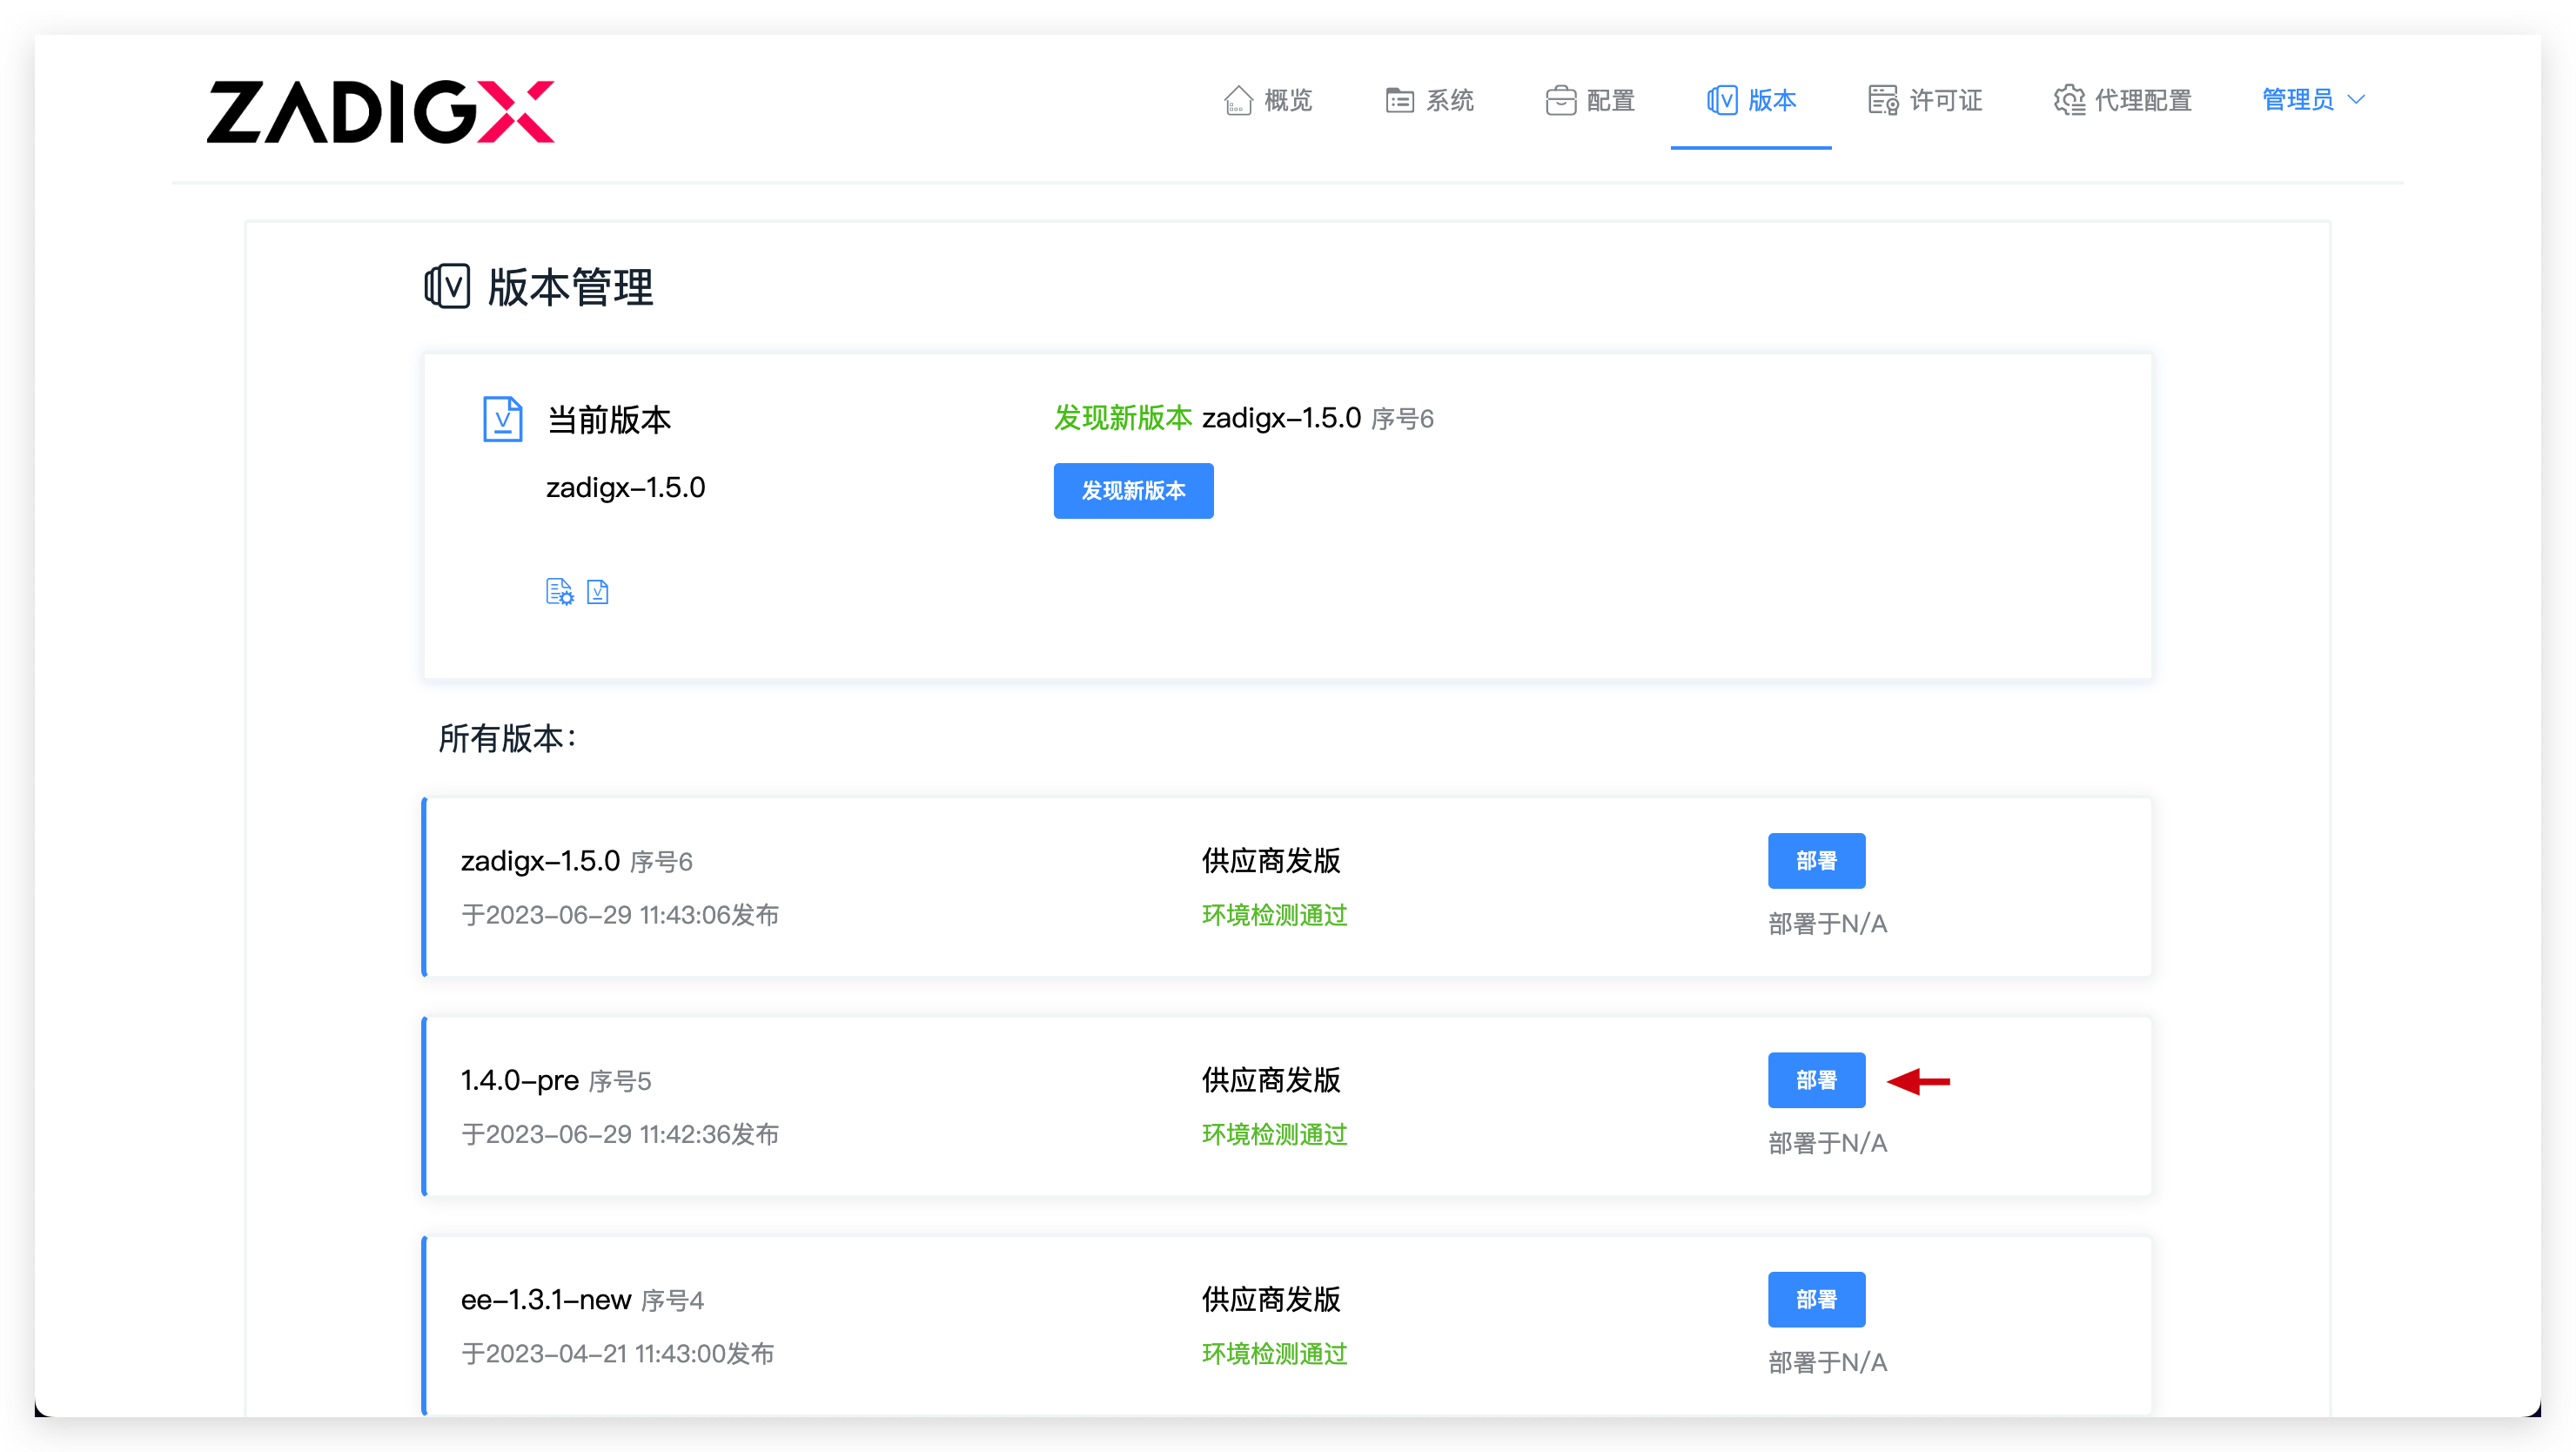 ZADIGX
概览 系统 配置 版本 许可证 代理配置 管理员
版本管理
当前版本 发现新版本 zadigx-1.5.0 序号6
zadigx-1.5.0 发现新版本
所有版本：
zadigx-1.5.0 序号6 供应商发版 部署
于2023-06-29 11:43:06发布 环境检测通过 部署于N/A
1.4.0-pre 序号5 供应商发版 部署
于2023-06-29 11:42:36发布 环境检测通过 部署于N/A
ee-1.3.1-new 序号4 供应商发版 部署
于2023-04-21 11:43:00发布 环境检测通过 部署于N/A